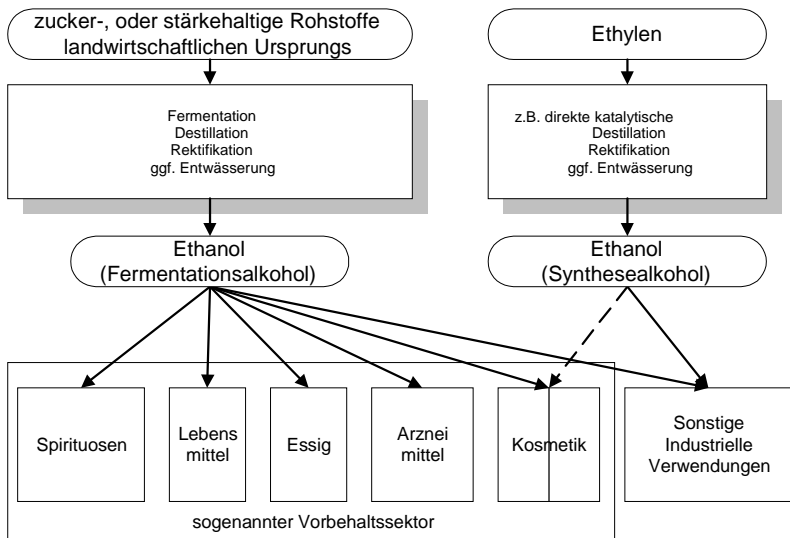 zucker-, oder stärkehaltige Rohstoffe
landwirtschaftlichen Ursprungs
Ethylen
Fermentation
Destillation
Rektifikation
ggf. Entwässerung
z.B. direkte katalytische
Destillation
Rektifikation
ggf. Entwässerung
Ethanol
(Fermentationsalkohol)
Ethanol
(Synthesealkohol)
Spirituosen
Lebens
mittel
Essig
Arznei
mittel
Kosmetik
Sonstige
Industrielle
Verwendungen
sogenannter Vorbehaltssektor